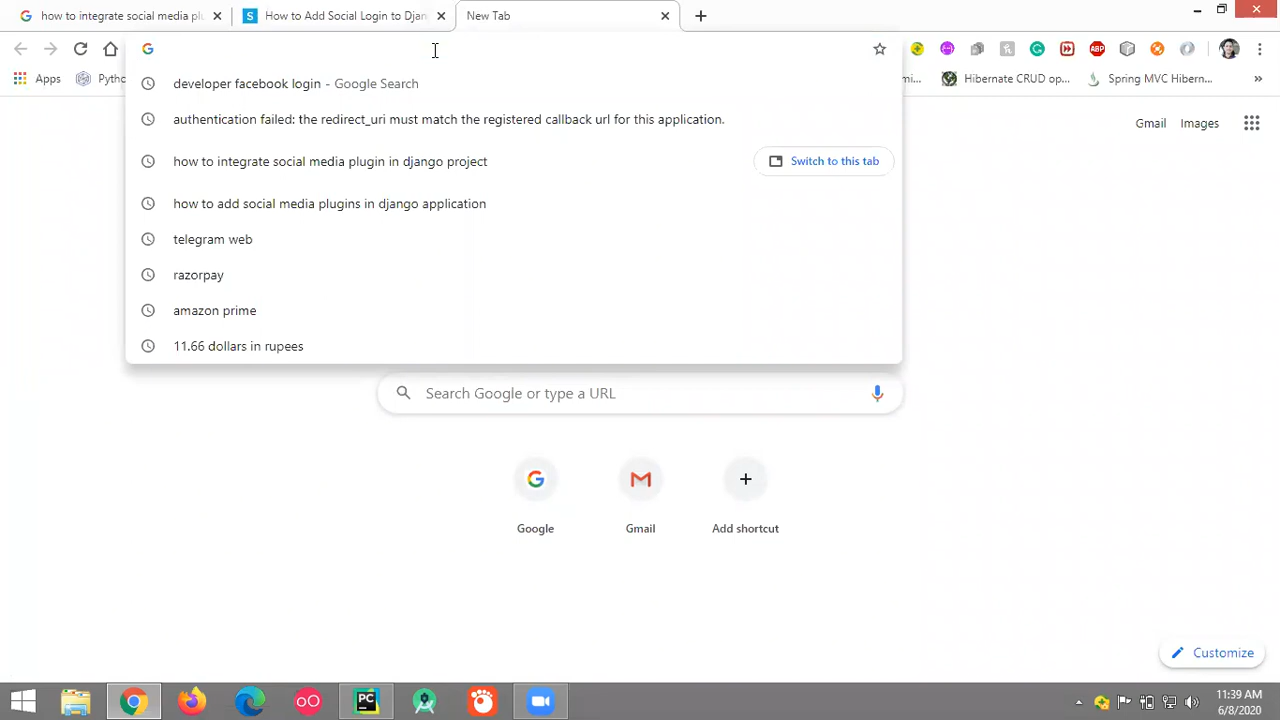 how to integrate social media plu
How to Add Social Login to Djan
New Tab
Apps
Pyth
mi...
Hibernate CRUD op...
Spring MVC Hibern...
developer facebook login - Google Search
authentication failed: the redirect_uri must match the registered callback url for this application.
how to integrate social media plugin in django project
Switch to this tab
how to add social media plugins in django application
telegram web
razorpay
amazon prime
11.66 dollars in rupees
Gmail
Images
Search Google or type a URL
Google
Gmail
Add shortcut
Customize
11:39 AM
6/8/2020